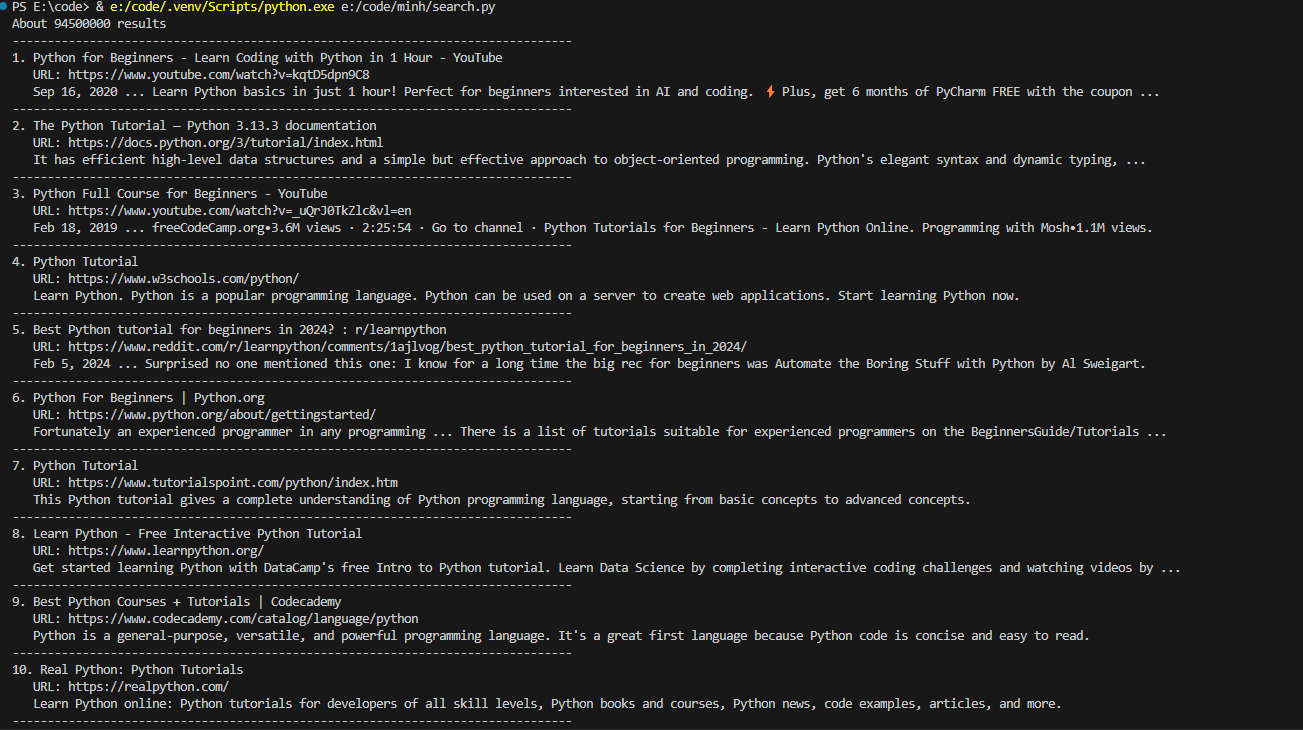 PS E:\code> & e:/code/.venv/Scripts/python.exe e:/code/minh/search.py
About 94500000 results
--------------------------------------------------------------------------------
1. Python for Beginners - Learn Coding with Python in 1 Hour - YouTube
   URL: https://www.youtube.com/watch?v=kqtD5dpn9C8
   Sep 16, 2020 ... Learn Python basics in just 1 hour! Perfect for beginners interested in AI and coding. ⚡ Plus, get 6 months of PyCharm FREE with the coupon ...
--------------------------------------------------------------------------------
2. The Python Tutorial — Python 3.13.3 documentation
   URL: https://docs.python.org/3/tutorial/index.html
   It has efficient high-level data structures and a simple but effective approach to object-oriented programming. Python's elegant syntax and dynamic typing, ...
--------------------------------------------------------------------------------
3. Python Full Course for Beginners - YouTube
   URL: https://www.youtube.com/watch?v=_uQrJ0TkZlc&vl=en
   Feb 18, 2019 ... freeCodeCamp.org•3.6M views · 2:25:54 · Go to channel · Python Tutorials for Beginners - Learn Python Online. Programming with Mosh•1.1M views.
--------------------------------------------------------------------------------
4. Python Tutorial
   URL: https://www.w3schools.com/python/
   Learn Python. Python is a popular programming language. Python can be used on a server to create web applications. Start learning Python now.
--------------------------------------------------------------------------------
5. Best Python tutorial for beginners in 2024? : r/learnpython
   URL: https://www.reddit.com/r/learnpython/comments/1ajlvog/best_python_tutorial_for_beginners_in_2024/
   Feb 5, 2024 ... Surprised no one mentioned this one: I know for a long time the big rec for beginners was Automate the Boring Stuff with Python by Al Sweigart.
--------------------------------------------------------------------------------
6. Python For Beginners | Python.org
   URL: https://www.python.org/about/gettingstarted/
   Fortunately an experienced programmer in any programming ... There is a list of tutorials suitable for experienced programmers on the BeginnersGuide/Tutorials ...
--------------------------------------------------------------------------------
7. Python Tutorial
   URL: https://www.tutorialspoint.com/python/index.htm
   This Python tutorial gives a complete understanding of Python programming language, starting from basic concepts to advanced concepts.
--------------------------------------------------------------------------------
8. Learn Python - Free Interactive Python Tutorial
   URL: https://www.learnpython.org/
   Get started learning Python with DataCamp's free Intro to Python tutorial. Learn Data Science by completing interactive coding challenges and watching videos by ...
--------------------------------------------------------------------------------
9. Best Python Courses + Tutorials | Codecademy
   URL: https://www.codecademy.com/catalog/language/python
   Python is a general-purpose, versatile, and powerful programming language. It's a great first language because Python code is concise and easy to read.
--------------------------------------------------------------------------------
10. Real Python: Python Tutorials
   URL: https://realpython.com/
   Learn Python online: Python tutorials for developers of all skill levels, Python books and courses, Python news, code examples, articles, and more.
--------------------------------------------------------------------------------